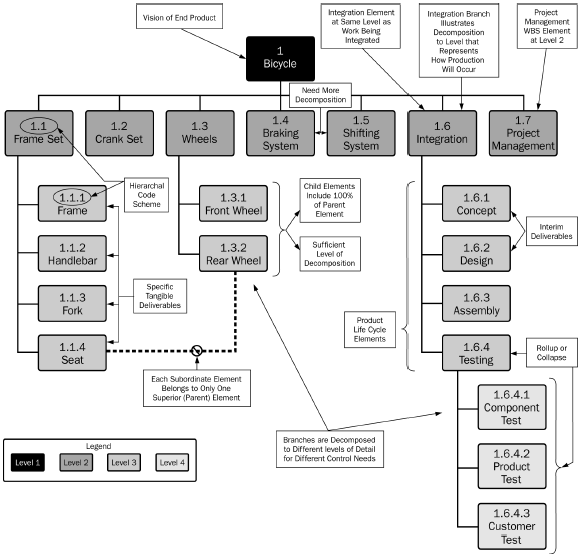 Vision of End Product
Integration Element
at Same Level as
Work Being
Integrated
Integration Branch
Illustrates
Decomposition
to Level that
Represents
How Production
Will Occur
Project
Management
WBS Element
at Level 2
1
Bicycle
Need More
Decomposition
1.1
Frame Set
1.2
Crank Set
1.3
Wheels
1.4
Braking
System
1.5
Shifting
System
1.6
Integration
1.7
Project
Management
Hierarchal
Code
Scheme
1.1.1
Frame
1.1.2
Handlebar
1.1.3
Fork
1.1.4
Seat
Specific
Tangible
Deliverables
1.3.1
Front Wheel
1.3.2
Rear Wheel
Child Elements
Include 100%
of Parent
Element
Sufficient
Level of
Decomposition
Product
Life Cycle
Elements
1.6.1
Concept
1.6.2
Design
1.6.3
Assembly
1.6.4
Testing
Interim
Deliverables
Rollup or
Collapse
Each Subordinate Element
Belongs to Only One
Superior (Parent) Element
Branches are Decomposed
to Different levels of Detail
for Different Control Needs
1.6.4.1
Component
Test
1.6.4.2
Product
Test
1.6.4.3
Customer
Test
Legend
Level 1
Level 2
Level 3
Level 4